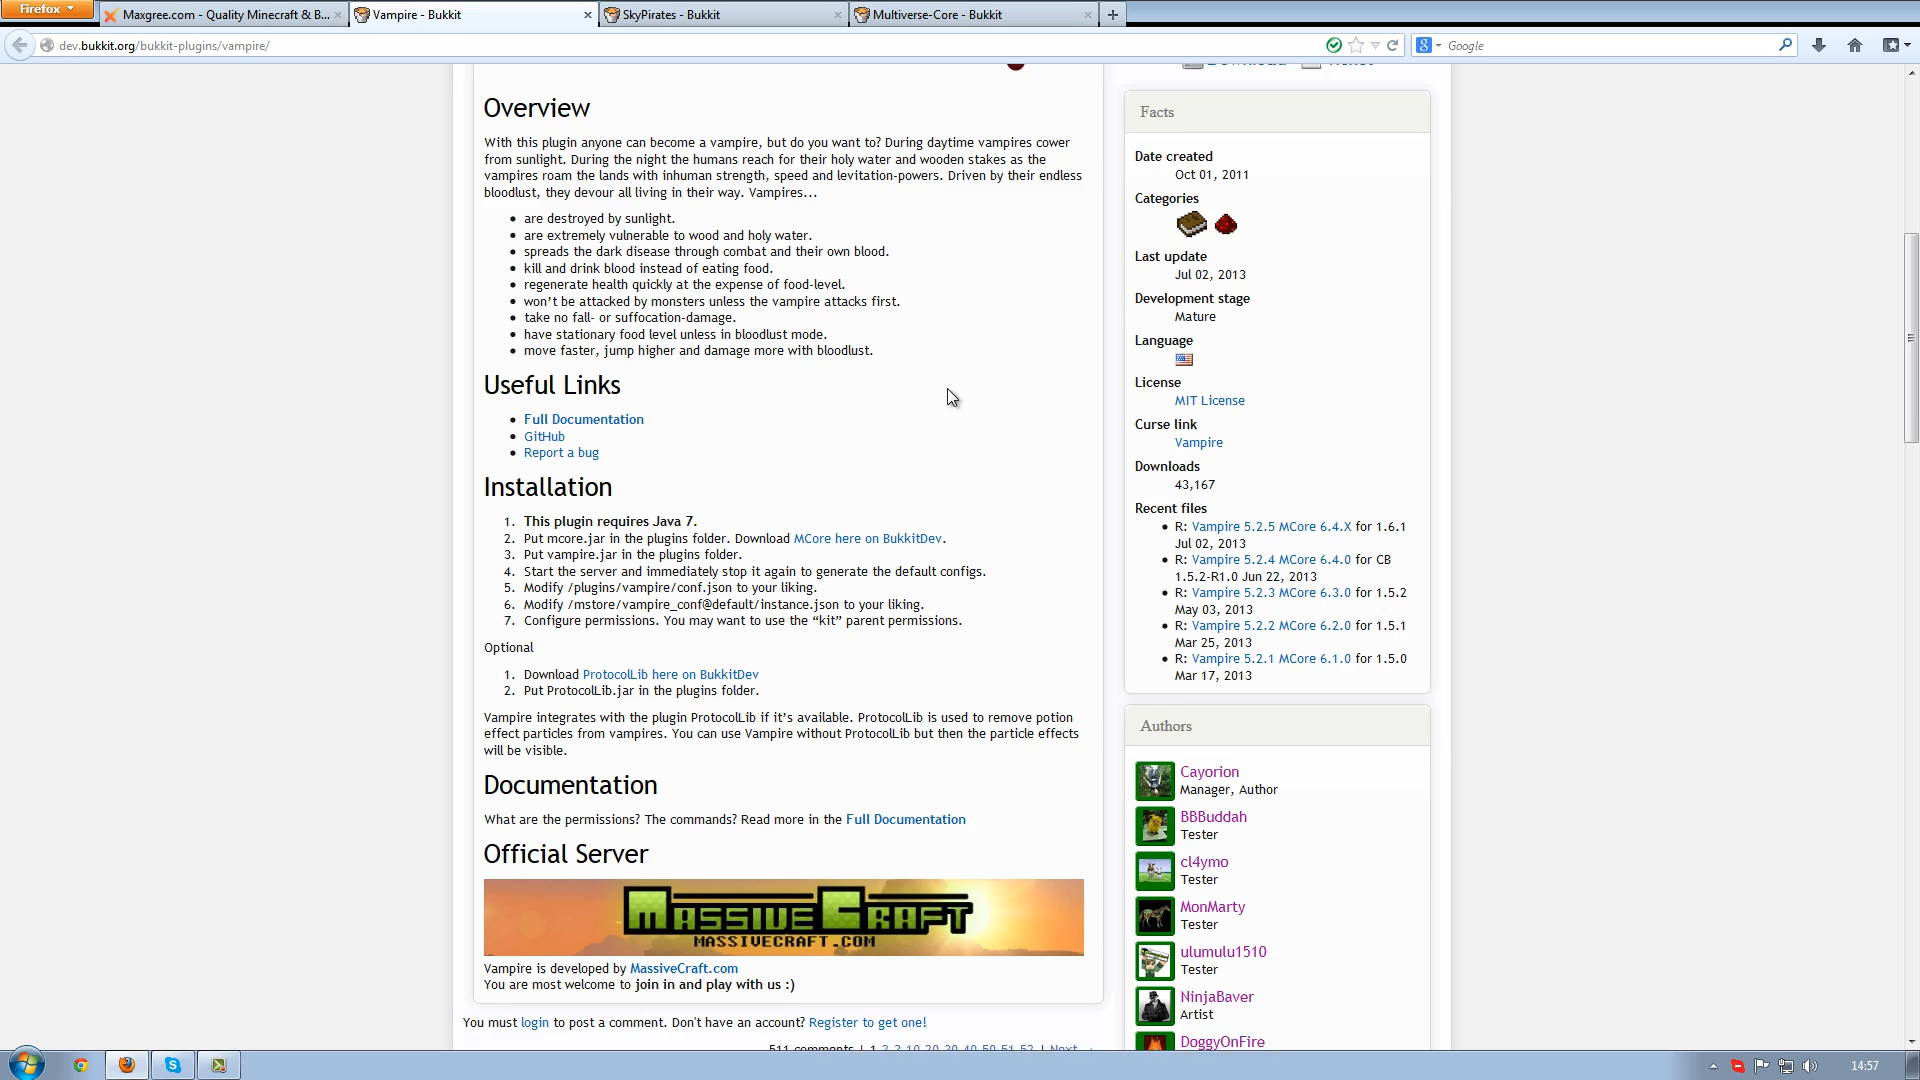 Firefox
Maxgree.com - Quality Minecraft & B...
Vampire - Bukkit
SkyPirates - Bukkit
Multiverse-Core - Bukkit
dev.bukkit.org/bukkit-plugins/vampire/
Google
Overview
With this plugin anyone can become a vampire, but do you want to? During daytime vampires cower
from sunlight. During the night the humans reach for their holy water and wooden stakes as the
vampires roam the lands with inhuman strength, speed and levitation-powers. Driven by their endless
bloodlust, they devour all living in their way. Vampires...
are destroyed by sunlight.
are extremely vulnerable to wood and holy water.
spreads the dark disease through combat and their own blood.
kill and drink blood instead of eating food.
regenerate health quickly at the expense of food-level.
won't be attacked by monsters unless the vampire attacks first.
take no fall- or suffocation-damage.
have stationary food level unless in bloodlust mode.
move faster, jump higher and damage more with bloodlust.
Useful Links
Full Documentation
GitHub
Report a bug
Installation
1. This plugin requires Java 7.
2. Put mcore.jar in the plugins folder. Download MCore here on BukkitDev.
3. Put vampire.jar in the plugins folder.
4. Start the server and immediately stop it again to generate the default configs.
5. Modify /plugins/vampire/conf.json to your liking.
6. Modify /mstore/vampire_conf@default/instance.json to your liking.
7. Configure permissions. You may want to use the “kit” parent permissions.
Optional
1. Download ProtocolLib here on BukkitDev
2. Put ProtocolLib.jar in the plugins folder.
Vampire integrates with the plugin ProtocolLib if it's available. ProtocolLib is used to remove potion
effect particles from vampires. You can use Vampire without ProtocolLib but then the particle effects
will be visible.
Documentation
What are the permissions? The commands? Read more in the Full Documentation
Official Server
MASSIVECRAFT
MASSIVECRAFT.COM
Vampire is developed by MassiveCraft.com
You are most welcome to join in and play with us :)
You must login to post a comment. Don't have an account? Register to get one!
511 comments | 1 2 3 10 20 30 40 50 51 52 | Next
Facts
Date created
Oct 01, 2011
Categories
Last update
Jul 02, 2013
Development stage
Mature
Language
License
MIT License
Curse link
Vampire
Downloads
43,167
Recent files
R: Vampire 5.2.5 MCore 6.4.X for 1.6.1
Jul 02, 2013
R: Vampire 5.2.4 MCore 6.4.0 for CB
1.5.2-R1.0 Jun 22, 2013
R: Vampire 5.2.3 MCore 6.3.0 for 1.5.2
May 03, 2013
R: Vampire 5.2.2 MCore 6.2.0 for 1.5.1
Mar 25, 2013
R: Vampire 5.2.1 MCore 6.1.0 for 1.5.0
Mar 17, 2013
Authors
Cayorion
Manager, Author
BBBuddah
Tester
cl4ymo
Tester
MonMarty
Tester
ulumulu1510
Tester
NinjaBaver
Artist
DoggyOnFire
14:57